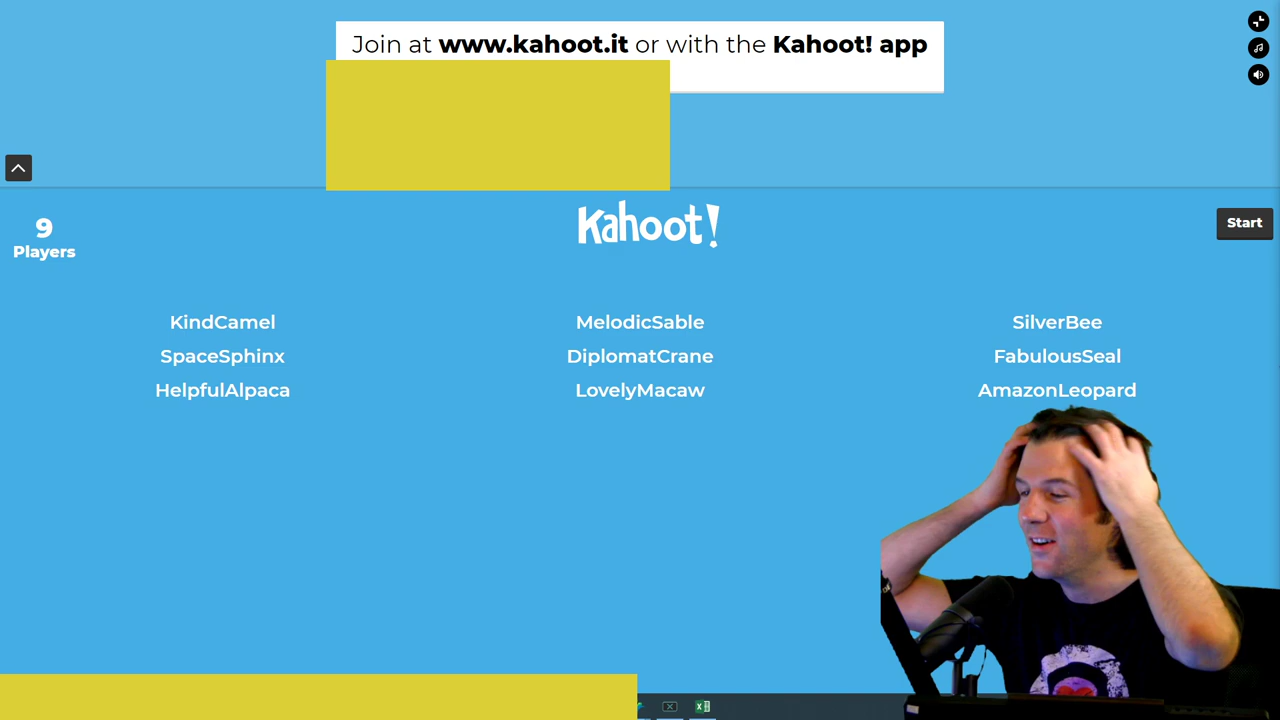 Join at www.kahoot.it or with the Kahoot! app
9
Players
Kahoot!
Start
KindCamel MelodicSable SilverBee
SpaceSphinx DiplomatCrane FabulousSeal
HelpfulAlpaca LovelyMacaw AmazonLeopard